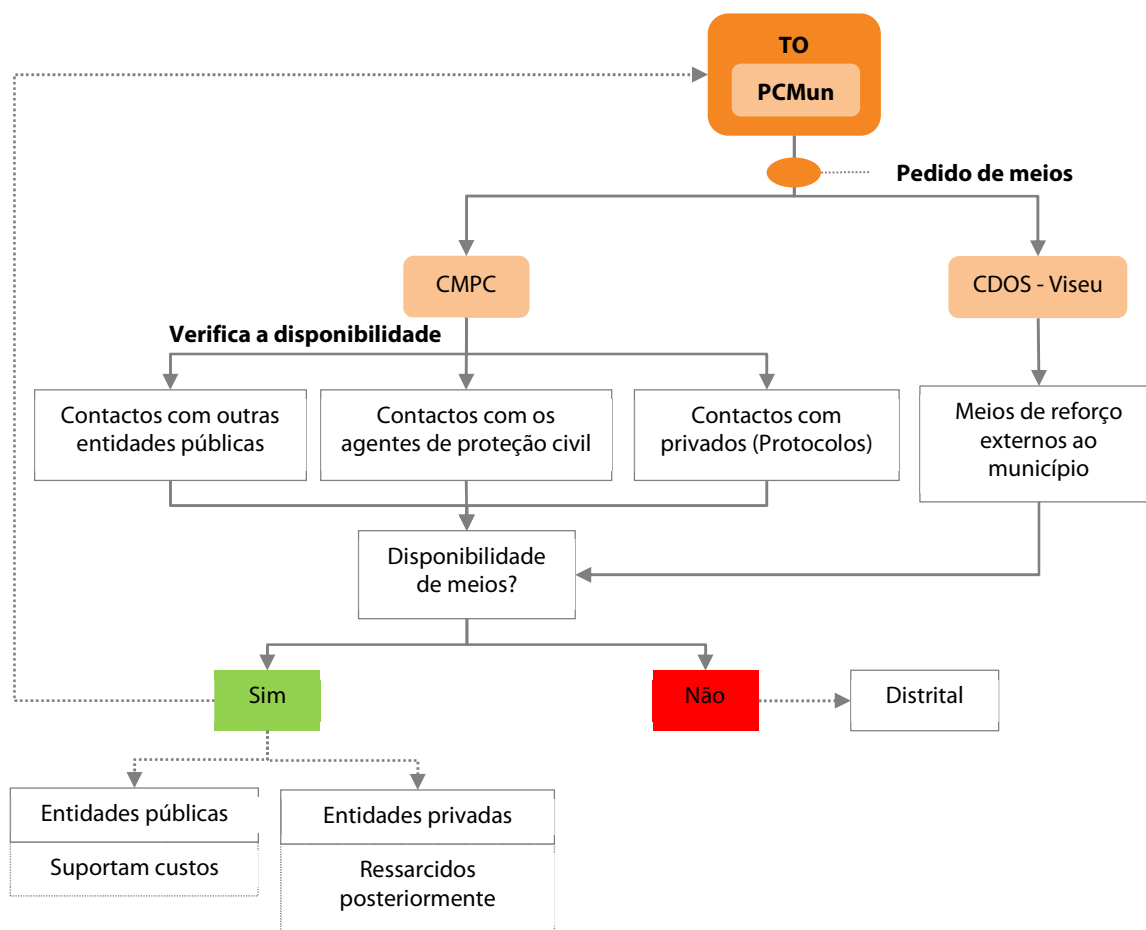 TO
PCMun
Pedido de meios
CMPC
CDOS - Viseu
Verifica a disponibilidade
Contactos com outras
entidades públicas
Contactos com os
agentes de proteção civil
Contactos com
privados (Protocolos)
Meios de reforço
externos ao
município
Disponibilidade
de meios?
Sim
Não
Distrital
Entidades públicas
Suportam custos
Entidades privadas
Ressarcidos
posteriormente